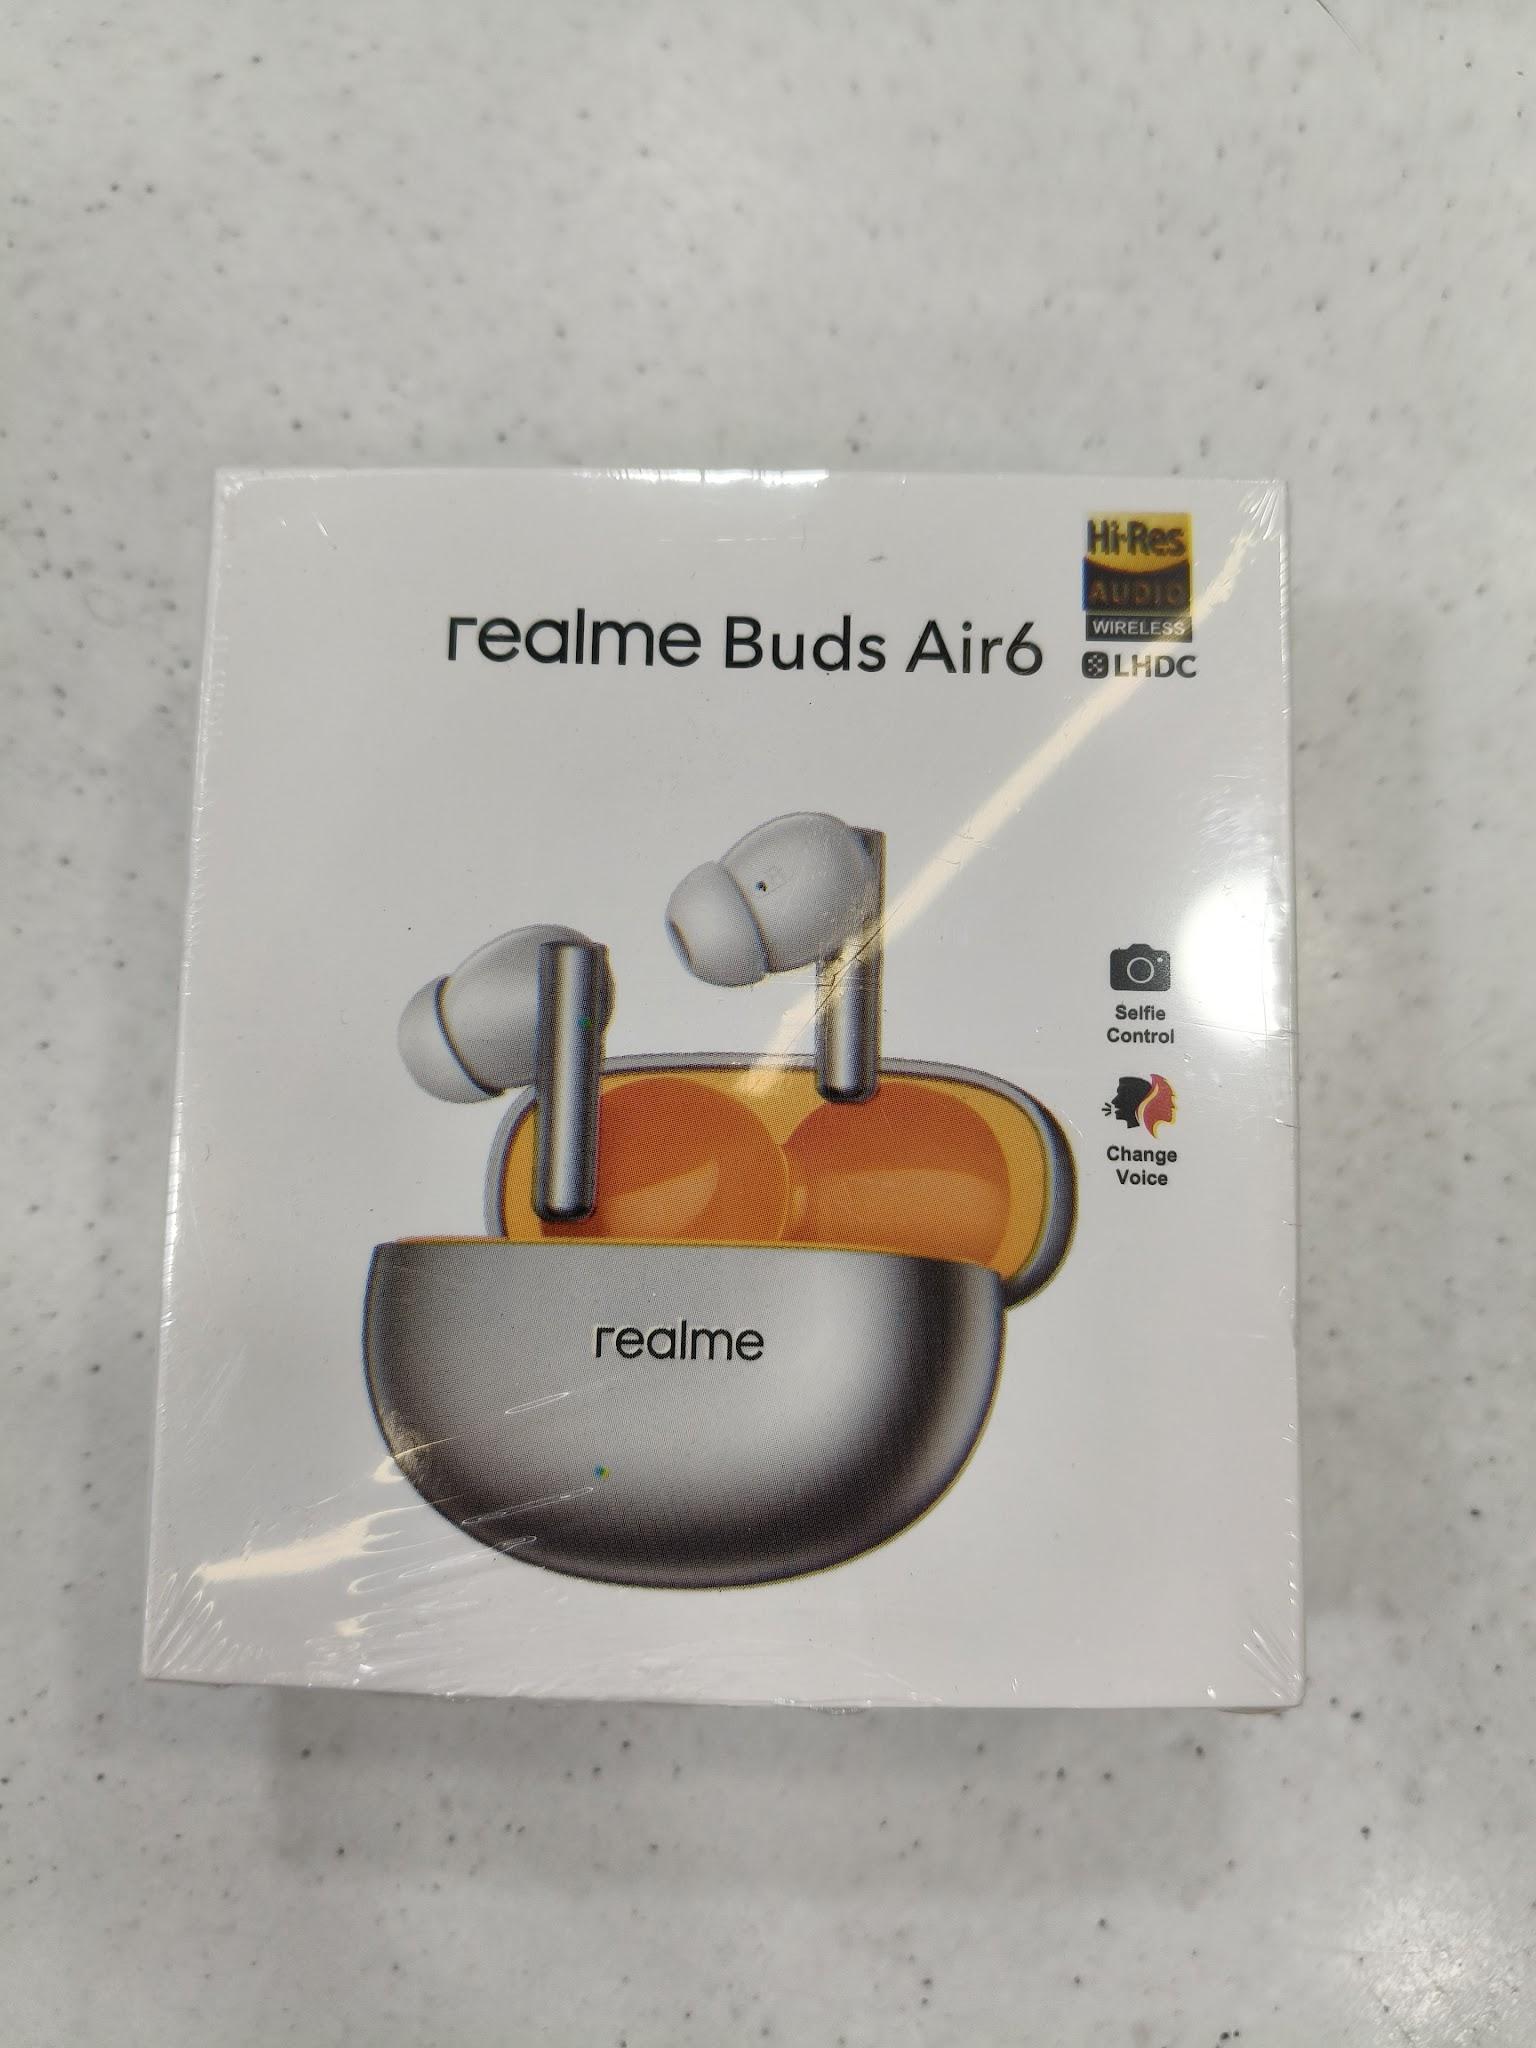 Hi-Res
AUDIO
WIRELESS
LHDC
realme Buds Air6
Selfie
Control
Change
Voice
realme